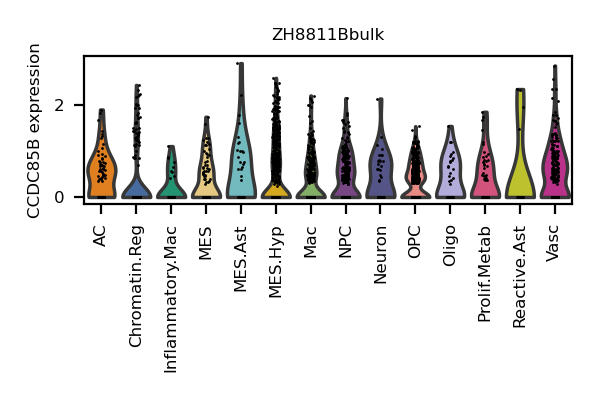 ZH8811Bbulk
CCDC85B expression
2
0
AC
Chromatin.Reg
Inflammatory.Mac
MES
MES.Ast
MES.Hyp
Mac
NPC
Neuron
OPC
Oligo
Prolif.Metab
Reactive.Ast
Vasc